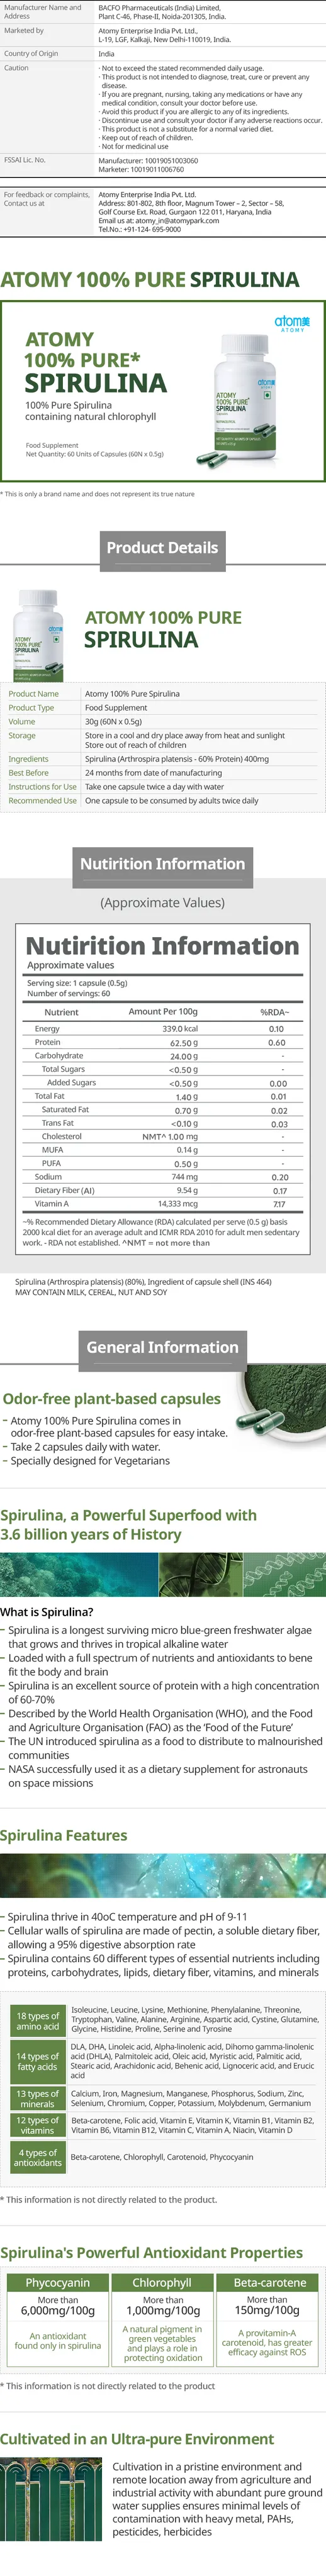 Manufacturer Name and
Address
BACFO Pharmaceuticals (India) Limited,
Plant C-46, Phase-II, Noida-201305, India.
Marketed by
Atomy Enterprise India Pvt. Ltd.,
L-19, LGF, Kalkaji, New Delhi-110019, India.
Country of Origin
India
Caution
· Not to exceed the stated recommended daily usage.
· This product is not intended to diagnose, treat, cure or prevent any
disease.
· If you are pregnant, nursing, taking any medications or have any
medical condition, consult your doctor before use.
· Avoid this product if you are allergic to any of its ingredients.
· Discontinue use and consult your doctor if any adverse reactions occur.
· This product is not a substitute for a normal varied diet.
· Keep out of reach of children.
· Not for medicinal use
FSSAI Lic. No.
Manufacturer: 10019051003060
Marketer: 10019011006760
For feedback or complaints,
Contact us at
Atomy Enterprise India Pvt. Ltd.
Address: 801-802, 8th floor, Magnum Tower – 2, Sector – 58,
Golf Course Ext. Road, Gurgaon 122 011, Haryana, India
Email us at: atomy_in@atomypark.com
Tel.No.: +91-124- 695-9000
ATOMY 100% PURE SPIRULINA
atom美
ATOMY
ATOMY
100% PURE*
SPIRULINA
100% Pure Spirulina
containing natural chlorophyll
Food Supplement
Net Quantity: 60 Units of Capsules (60N x 0.5g)
atom美
ATOMY
100% PURE*
SPIRULINA
* This is only a brand name and does not represent its true nature
Product Details
ATOMY
100% PURE*
SPIRULINA
ATOMY 100% PURE
SPIRULINA
Product Name Atomy 100% Pure Spirulina
Product Type Food Supplement
Volume 30g (60N x 0.5g)
Storage Store in a cool and dry place away from heat and sunlight
Store out of reach of children
Ingredients Spirulina (Arthrospira platensis - 60% Protein) 400mg
Best Before 24 months from date of manufacturing
Instructions for Use Take one capsule twice a day with water
Recommended Use One capsule to be consumed by adults twice daily
Nutirition Information
(Approximate Values)
Nutirition Information
Approximate values
Serving size: 1 capsule (0.5g)
Number of servings: 60
Nutrient Amount Per 100g %RDA~
Energy 339.0 kcal 0.10
Protein 62.50 g 0.60
Carbohydrate 24.00 g -
Total Sugars <0.50 g -
Added Sugars <0.50 g 0.00
Total Fat 1.40 g 0.01
Saturated Fat 0.70 g 0.02
Trans Fat <0.10 g 0.03
Cholesterol NMT^ 1.00 mg -
MUFA 0.14 g -
PUFA 0.50 g -
Sodium 744 mg 0.20
Dietary Fiber (AI) 9.54 g 0.17
Vitamin A 14,333 mcg 7.17
~% Recommended Dietary Allowance (RDA) calculated per serve (0.5 g) basis
2000 kcal diet for an average adult and ICMR RDA 2010 for adult men sedentary
work. - RDA not established. ^NMT = not more than
Spirulina (Arthrospira platensis) (80%), Ingredient of capsule shell (INS 464)
MAY CONTAIN MILK, CEREAL, NUT AND SOY
General Information
Odor-free plant-based capsules
– Atomy 100% Pure Spirulina comes in
odor-free plant-based capsules for easy intake.
– Take 2 capsules daily with water.
– Specially designed for Vegetarians
Spirulina, a Powerful Superfood with
3.6 billion years of History
What is Spirulina?
– Spirulina is a longest surviving micro blue-green freshwater algae
that grows and thrives in tropical alkaline water
– Loaded with a full spectrum of nutrients and antioxidants to bene
fit the body and brain
– Spirulina is an excellent source of protein with a high concentration
of 60-70%
– Described by the World Health Organisation (WHO), and the Food
and Agriculture Organisation (FAO) as the ‘Food of the Future’
– The UN introduced spirulina as a food to distribute to malnourished
communities
– NASA successfully used it as a dietary supplement for astronauts
on space missions
Spirulina Features
– Spirulina thrive in 40oC temperature and pH of 9-11
– Cellular walls of spirulina are made of pectin, a soluble dietary fiber,
allowing a 95% digestive absorption rate
– Spirulina contains 60 different types of essential nutrients including
proteins, carbohydrates, lipids, dietary fiber, vitamins, and minerals
18 types of
amino acid
Isoleucine, Leucine, Lysine, Methionine, Phenylalanine, Threonine,
Tryptophan, Valine, Alanine, Arginine, Aspartic acid, Cystine, Glutamine,
Glycine, Histidine, Proline, Serine and Tyrosine
14 types of
fatty acids
DLA, DHA, Linoleic acid, Alpha-linolenic acid, Dihomo gamma-linolenic
acid (DHLA), Palmitoleic acid, Oleic acid, Myristic acid, Palmitic acid,
Stearic acid, Arachidonic acid, Behenic acid, Lignoceric and Erucic
acid
13 types of
minerals
Calcium, Iron, Magnesium, Manganese, Phosphorus, Sodium, Zinc,
Selenium, Chromium, Copper, Potassium, Molybdenum, Germanium
12 types of
vitamins
Beta-carotene, Folic acid, Vitamin E, Vitamin K, Vitamin B1, Vitamin B2,
Vitamin B6, Vitamin B12, Vitamin C, Vitamin A, Niacin, Vitamin D
4 types of
antioxidants
Beta-carotene, Chlorophyll, Carotenoid, Phycocyanin
* This information is not directly related to the product.
Spirulina's Powerful Antioxidant Properties
Phycocyanin
More than
6,000mg/100g
An antioxidant
found only in spirulina
Chlorophyll
More than
1,000mg/100g
A natural pigment in
green vegetables
and plays a role in
protecting oxidation
Beta-carotene
More than
150mg/100g
A provitamin-A
carotenoid, has greater
efficacy against ROS
* This information is not directly related to the product
Cultivated in an Ultra-pure Environment
Cultivation in a pristine environment and
remote location away from agriculture and
industrial activity with abundant pure ground
water supplies ensures minimal levels of
contamination with heavy metal, PAHs,
pesticides, herbicides